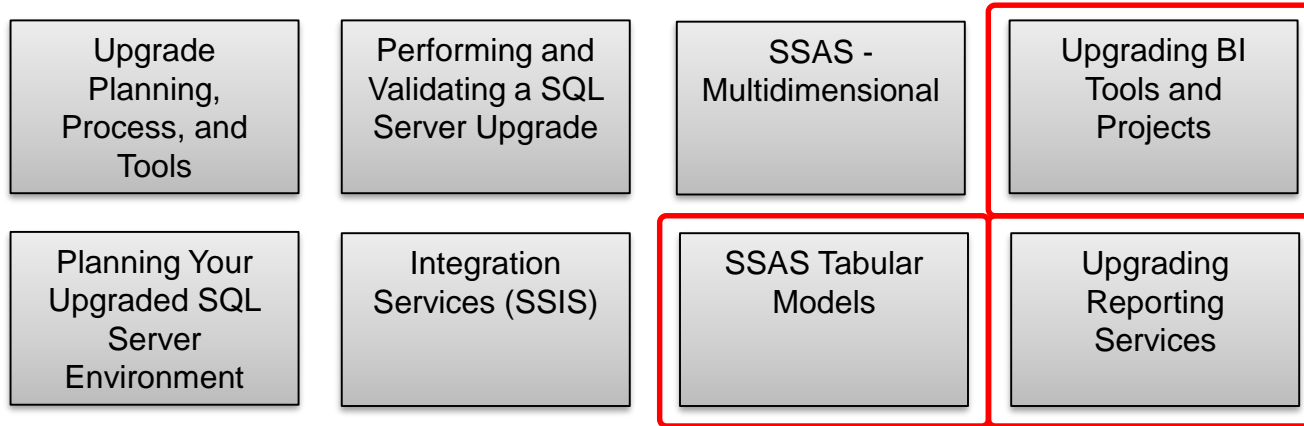 Upgrade
Planning,
Process, and
Tools
Performing and
Validating a SQL
Server Upgrade
SSAS -
Multidimensional
Upgrading BI
Tools and
Projects
Planning Your
Upgraded SQL
Server
Environment
Integration
Services (SSIS)
SSAS Tabular
Models
Upgrading
Reporting
Services